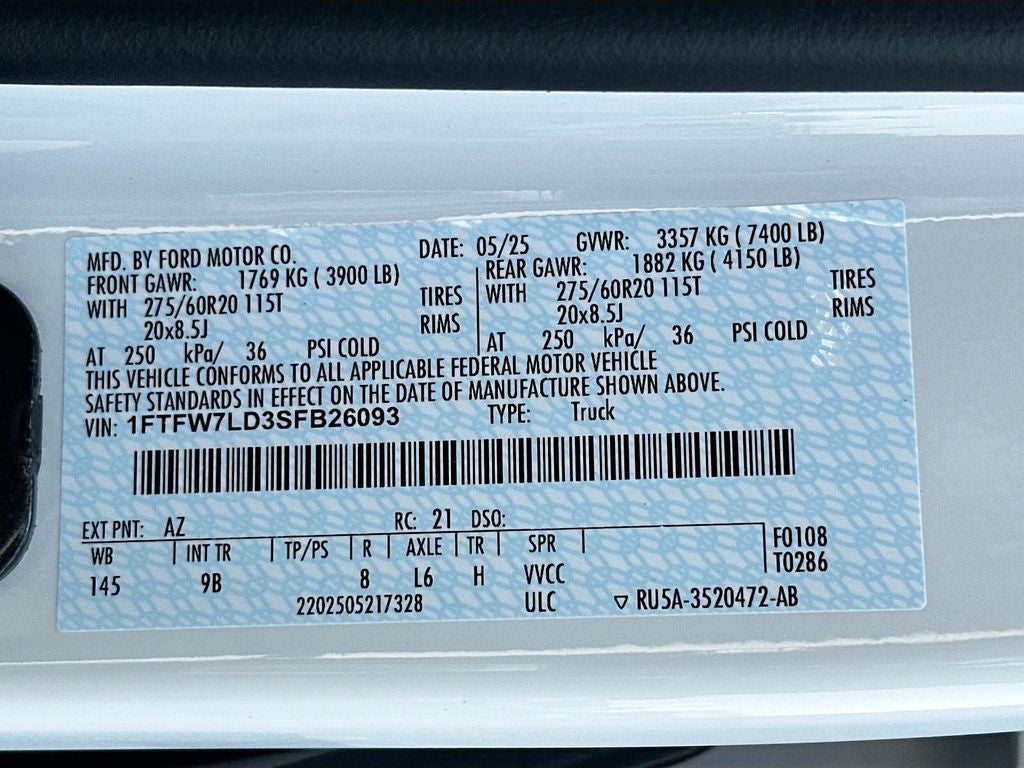 MFD. BY FORD MOTOR CO. DATE: 05/25 GVWR: 3357 KG ( 7400 LB)
FRONT GAWR: 1769 KG ( 3900 LB) REAR GAWR: 1882 KG ( 4150 LB)
WITH 275/60R20 115T TIRES WITH 275/60R20 115T TIRES
20x8.5J RIMS 20x8.5J RIMS
AT 250 kPa/ 36 PSI COLD AT 250 kPa/ 36 PSI COLD
THIS VEHICLE CONFORMS TO ALL APPLICABLE FEDERAL MOTOR VEHICLE
SAFETY STANDARDS IN EFFECT ON THE DATE OF MANUFACTURE SHOWN ABOVE.
VIN: 1FTFW7LD3SFB26093 TYPE: Truck
EXT PNT: AZ RC: 21 DSO:
WB INT TR TP/PS R AXLE TR SPR F0108
145 9B 8 L6 H VVCC T0286
2202505217328 ULC ▽ RU5A-3520472-AB